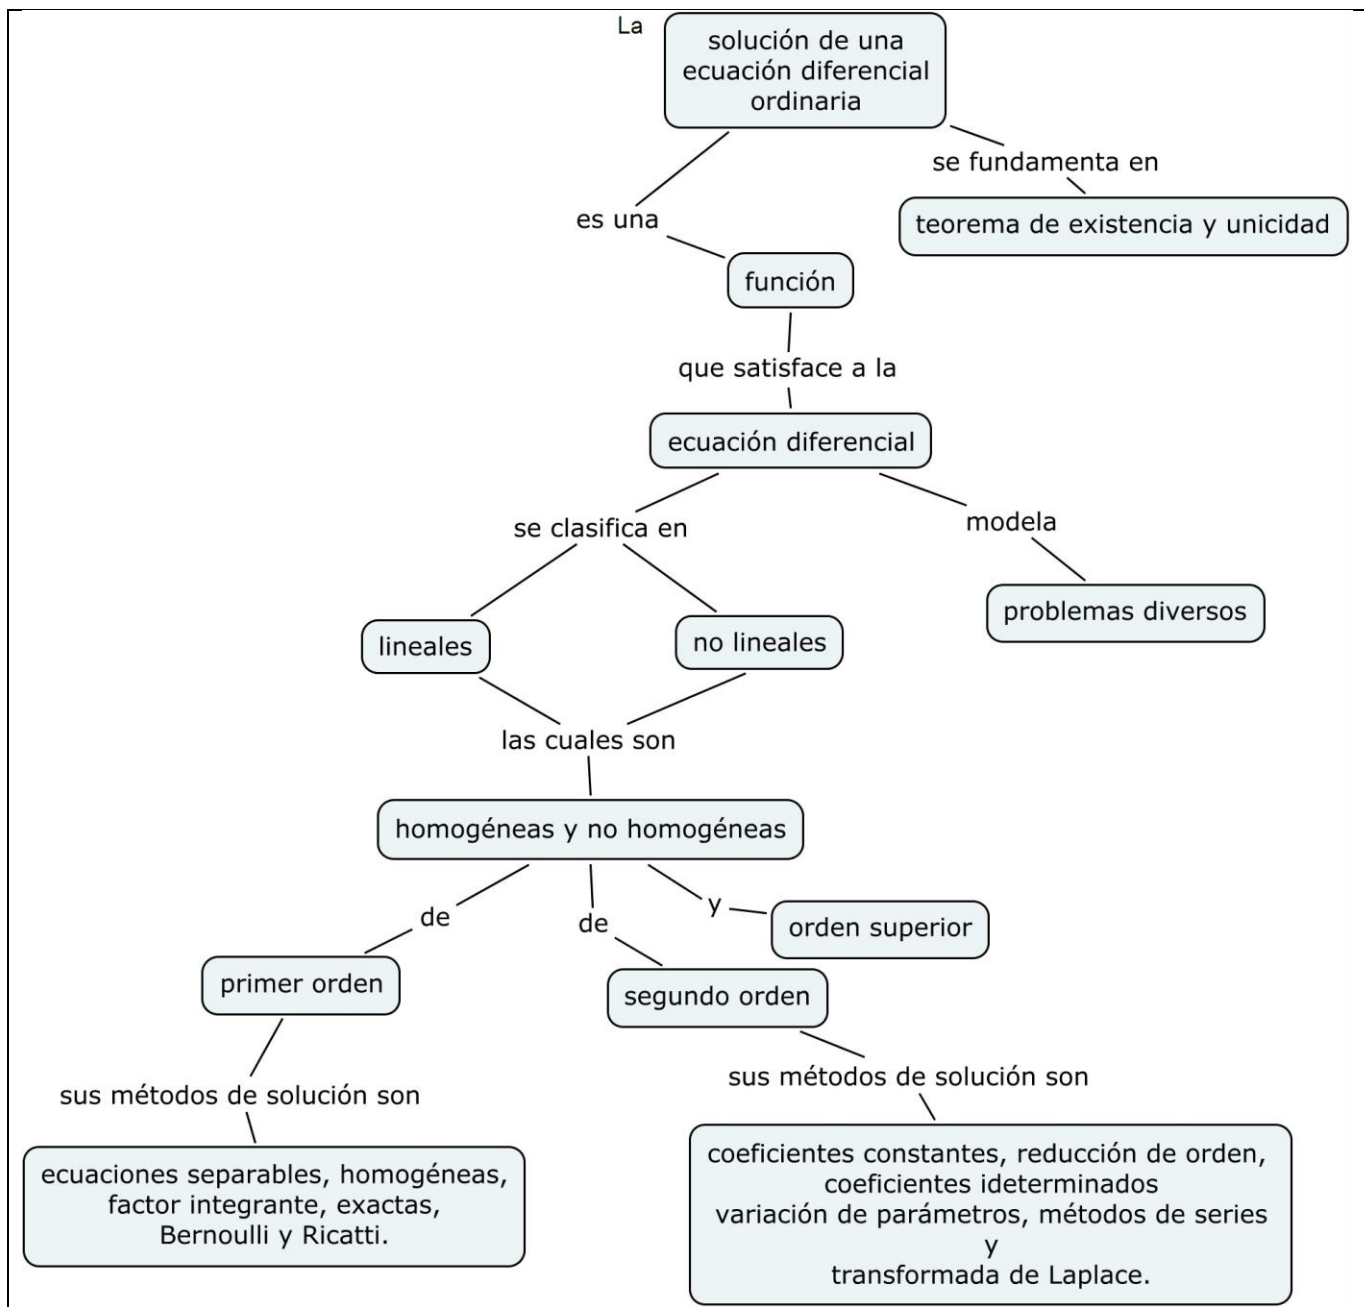 La
solución de una
ecuación diferencial
ordinaria
se fundamenta en
es una
teorema de existencia y unicidad
función
que satisface a la
ecuación diferencial
se clasifica en
modela
problemas diversos
lineales
no lineales
las cuales son
homogéneas y no homogéneas
de
de
y
orden superior
primer orden
segundo orden
sus métodos de solución son
sus métodos de solución son
ecuaciones separables, homogéneas,
factor integrante, exactas,
Bernoulli y Ricatti.
coeficientes constantes, reducción de orden,
coeficientes ideterminados
variación de parámetros, métodos de series
y
transformada de Laplace.